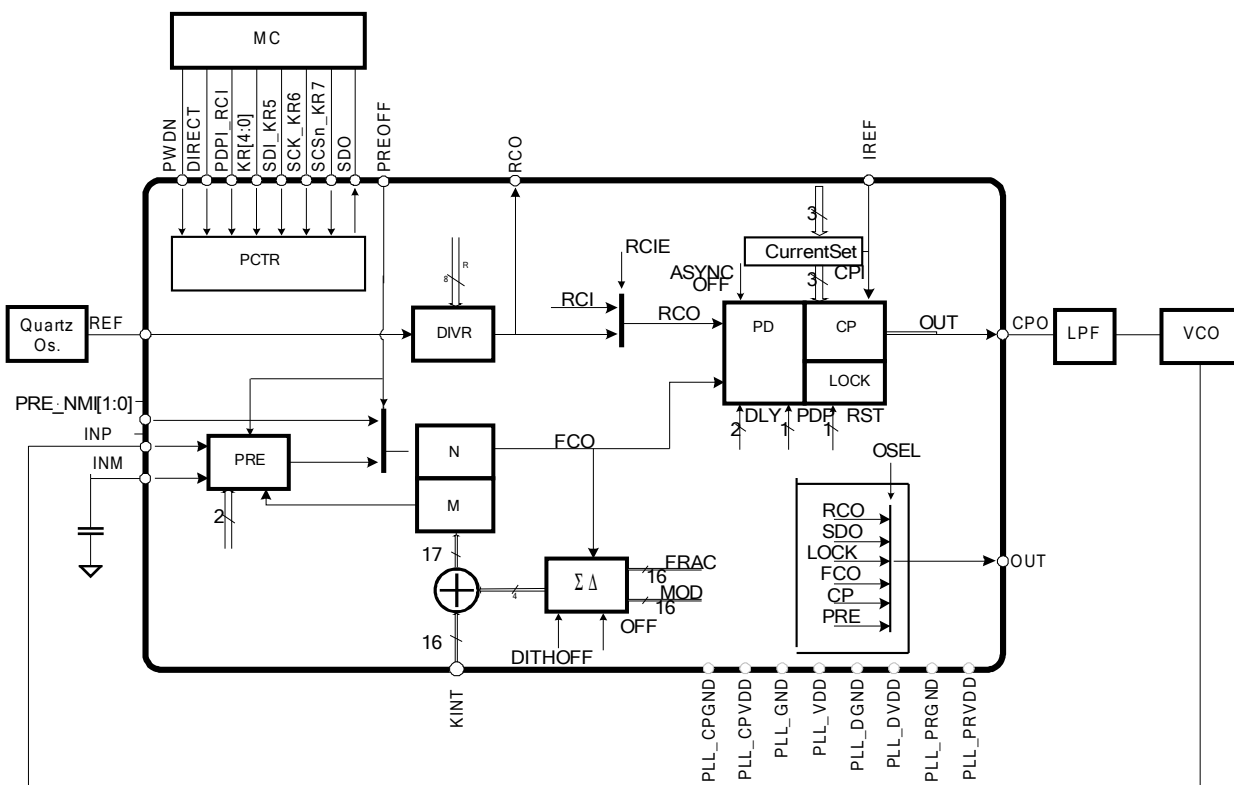 MC
PWDN
DIRECT
PDPI_RCI
KR[4:0]
SDI_KR5
SCK_KR6
SCSn_KR7
SDO
PREOFF
RCO
IREF
PCTR
3
CurrentSet
RCIE
ASYNC
OFF
3
CPI
8
R
RCI
RCO
PD
CP
OUT
CPO
LPF
VCO
Quartz
Os.
REF
DIVR
LOCK
PRE_NMI[1:0]
DLY
PDP
RST
2
1
1
INP
FCO
N
PRE
INM
M
OSEL
2
RCO
SDO
LOCK
FCO
CP
PRE
OUT
17
ΣΔ
FRAC
16
4
MOD
16
16
OFF
DITHOFF
KINT
PLL_CPGND
PLL_CPVDD
PLL_GND
PLL_VDD
PLL_DGND
PLL_DVDD
PLL_PRGND
PLL_PRVDD